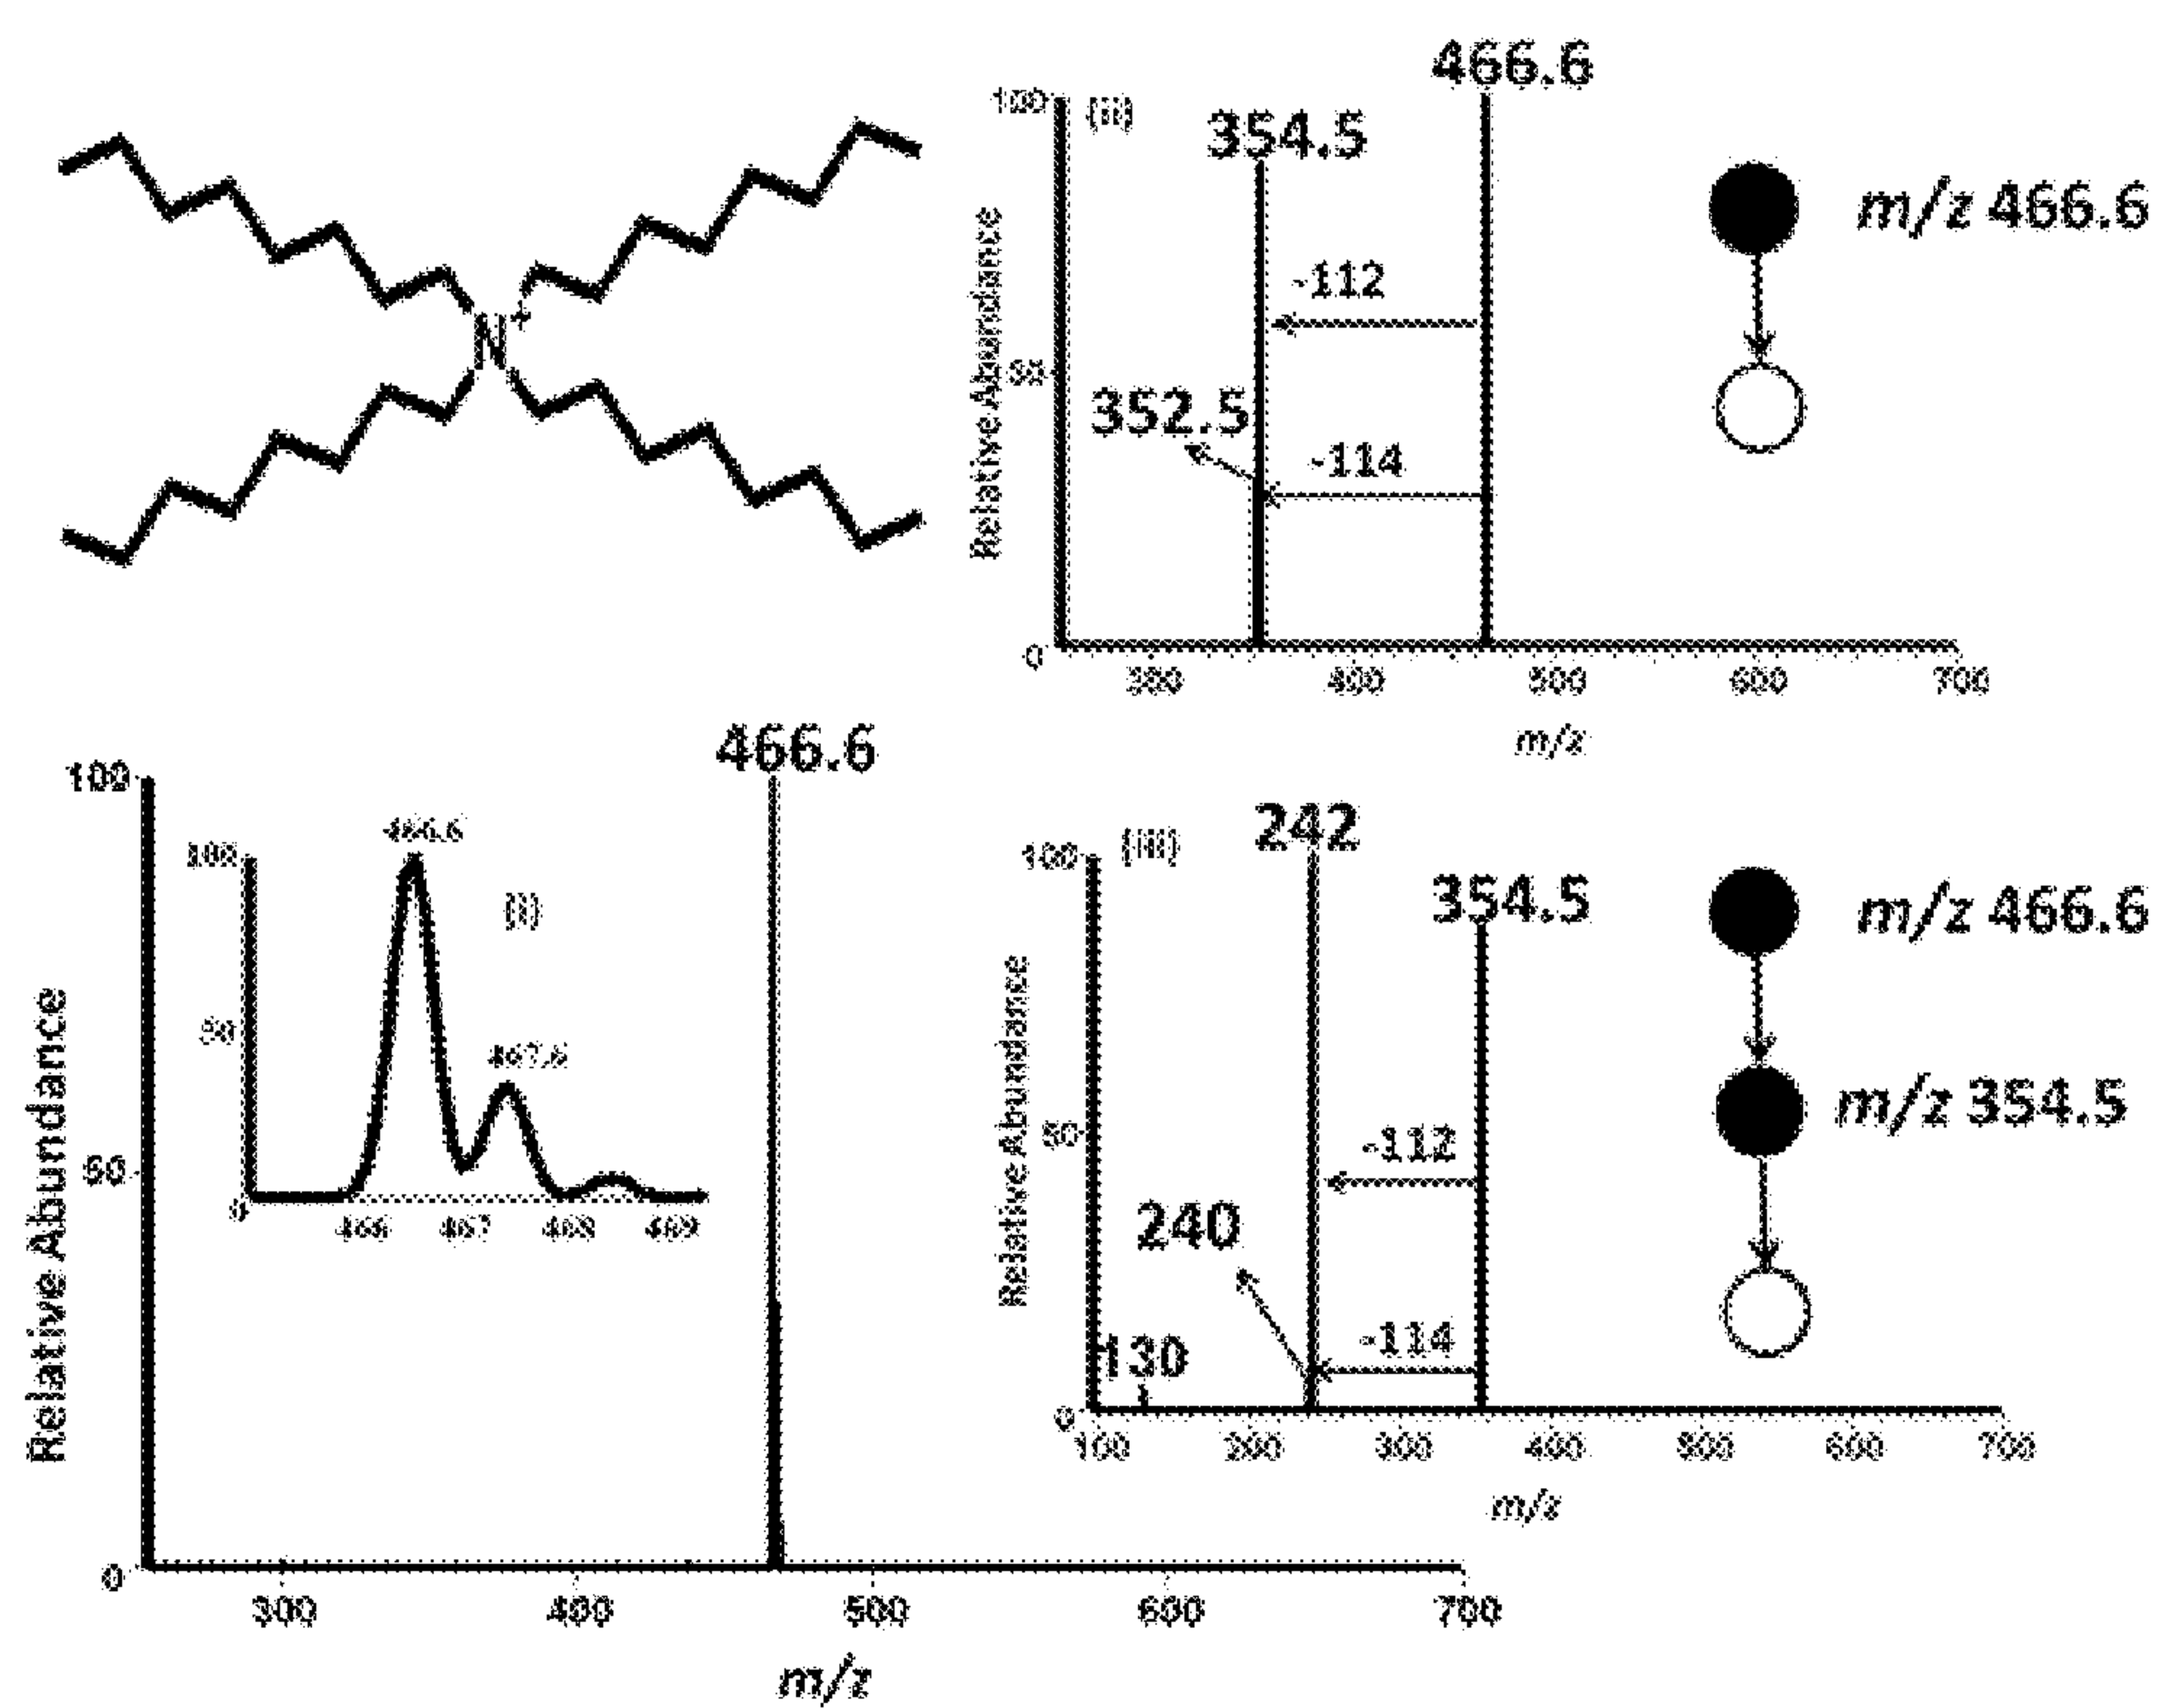 N+
466.6
100
(ii)
354.5
m/z 466.6
-112
Relative Abundance
50
352.5
-114
0
300 400 500 600 700
m/z
466.6
100
466.6
100
(i)
50
467.6
0
466 467 468 469
50
Relative Abundance
0
300 400 500 600 700
m/z
242
100
(iii)
354.5
m/z 466.6
Relative Abundance
m/z 354.5
50
-112
240
-114
130
0
100 200 300 400 500 600 700
m/z